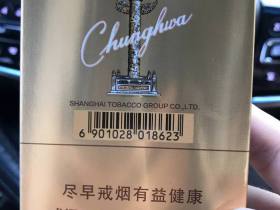 Chunghwa
SHANGHAI TOBACCO GROUP CO.,LTD.
6 901028 018623
尽早戒烟有益健康